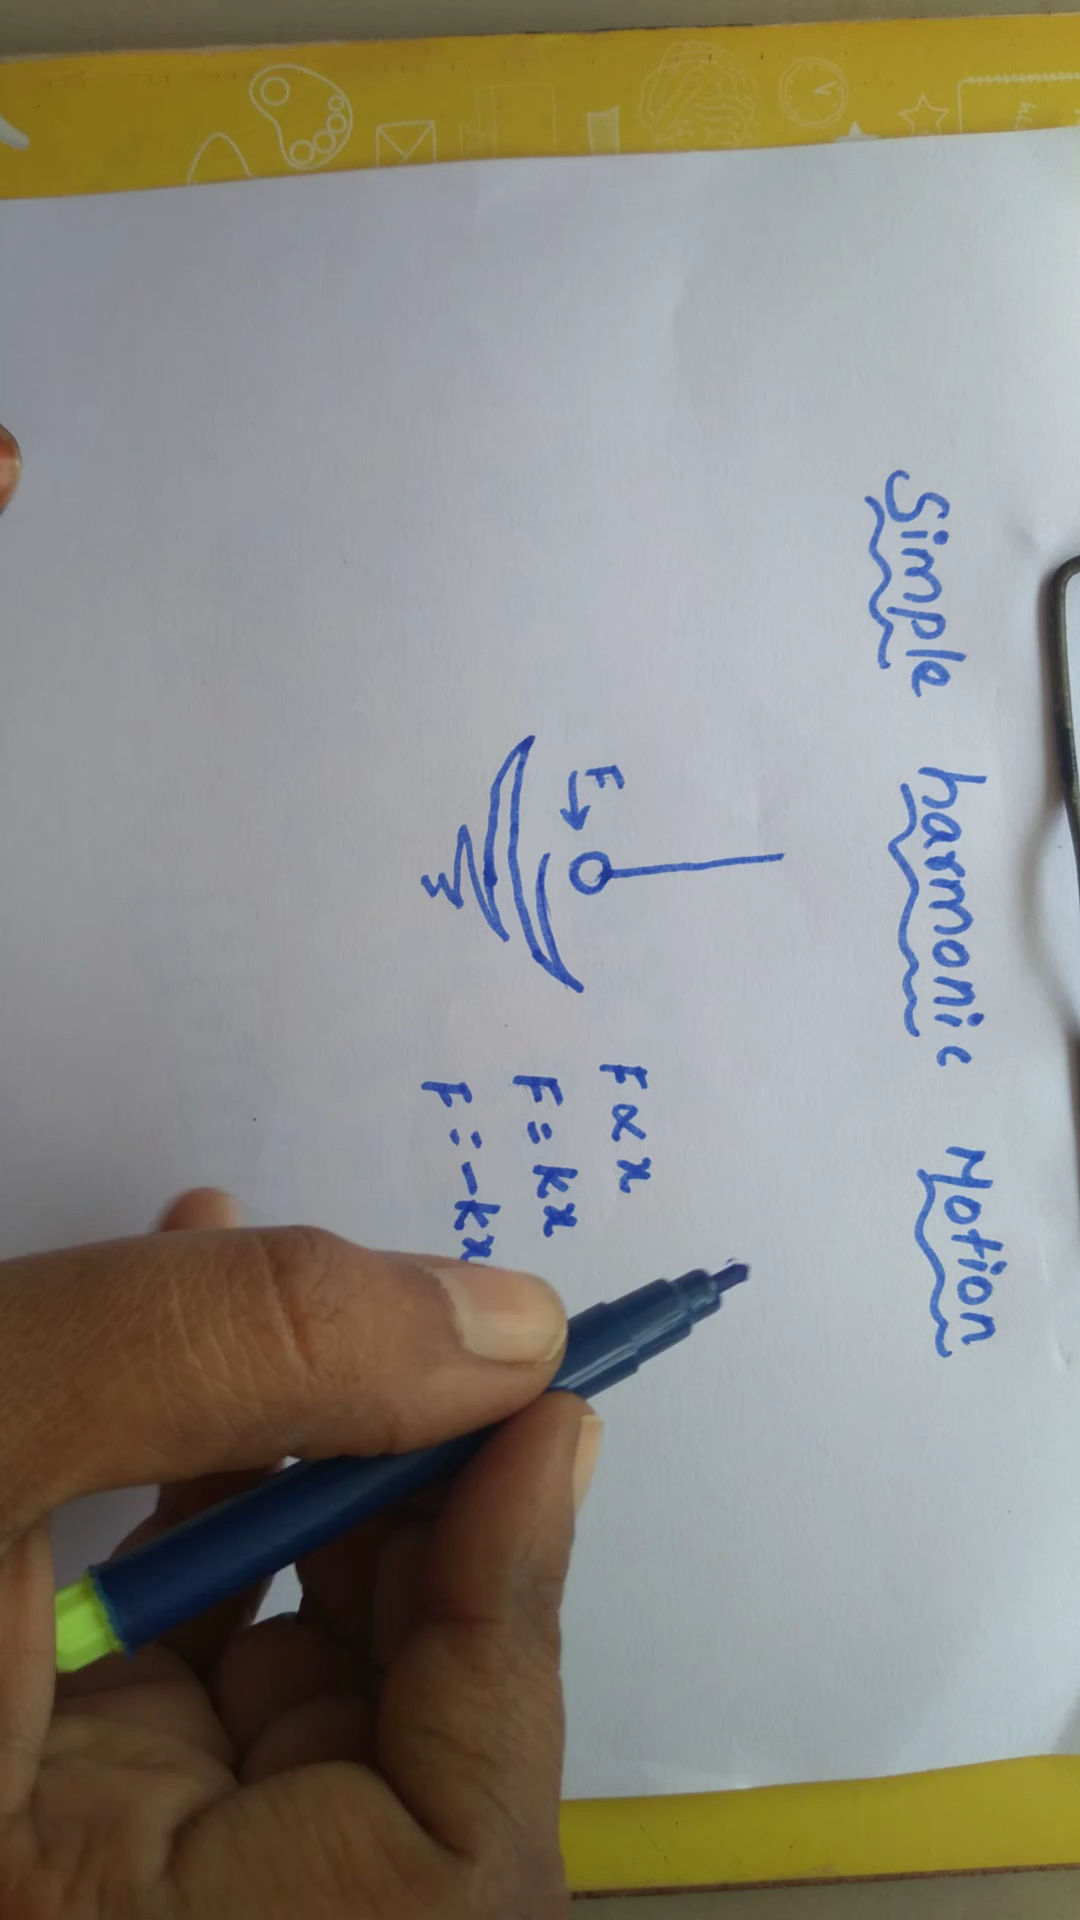 Simple harmonic Motion
F
F ∝ x
F = kx
F = -kx